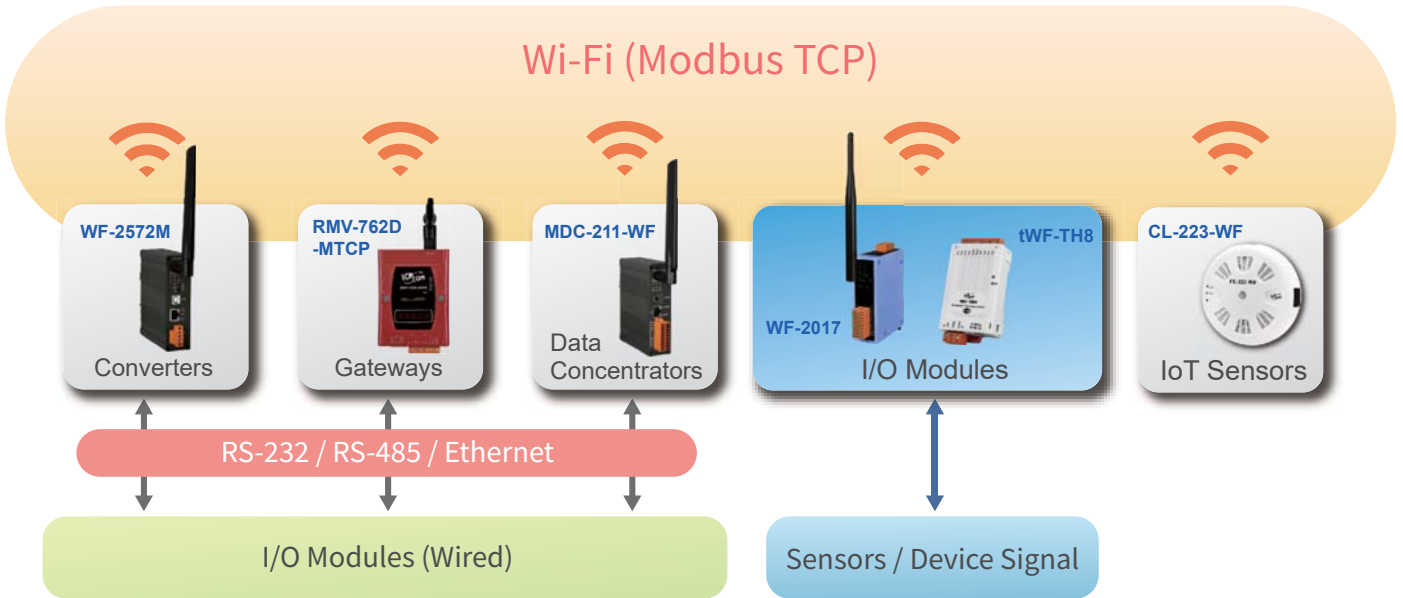 Wi-Fi (Modbus TCP)
WF-2572M
Converters
RMV-762D
-MTCP
Gateways
MDC-211-WF
Data
Concentrators
tWF-TH8
WF-2017
I/O Modules
CL-223-WF
IoT Sensors
RS-232 / RS-485 / Ethernet
I/O Modules (Wired)
Sensors / Device Signal